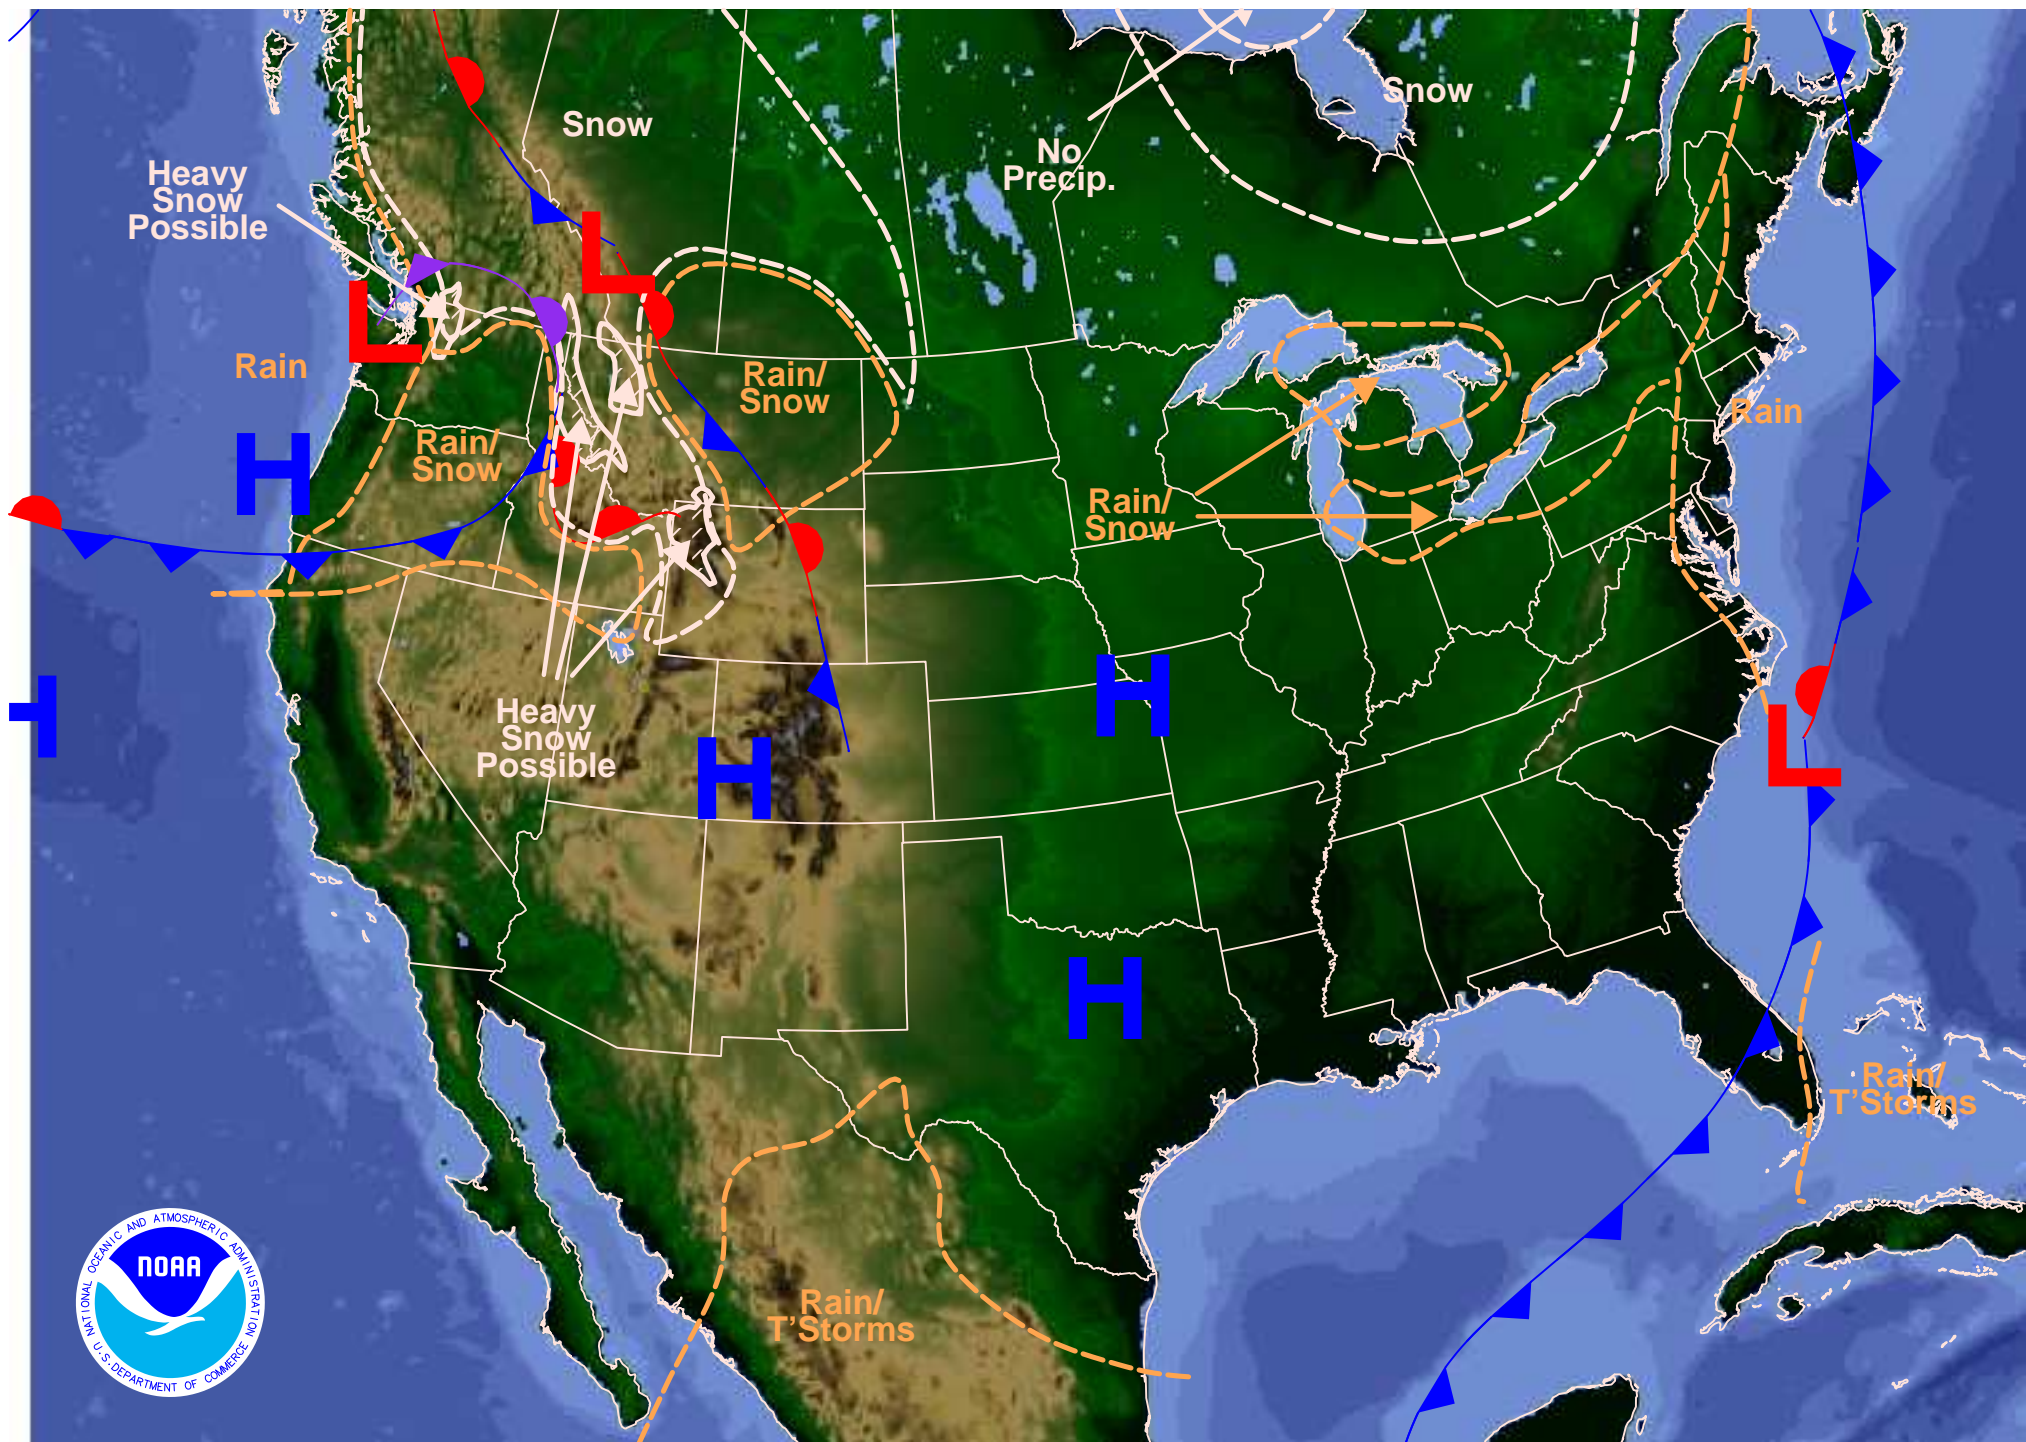 Snow
Snow
No
Precip.
Heavy
Snow
Possible
L
L
Rain
Rain/
Snow
Rain
H
Rain/
Snow
Rain/
Snow
H
H
Heavy
Snow
Possible
H
L
H
Rain/
T'Storms
Rain/
T'Storms
NATIONAL OCEANIC AND ATMOSPHERIC ADMINISTRATION
NOAA
U.S. DEPARTMENT OF COMMERCE